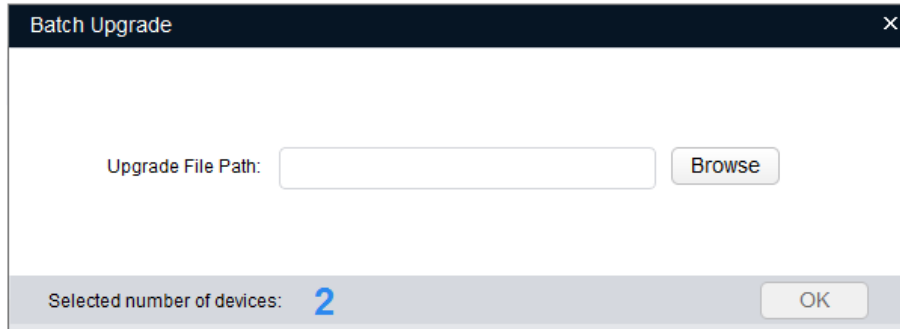 Batch Upgrade ×
Upgrade File Path: Browse
Selected number of devices: 2 OK